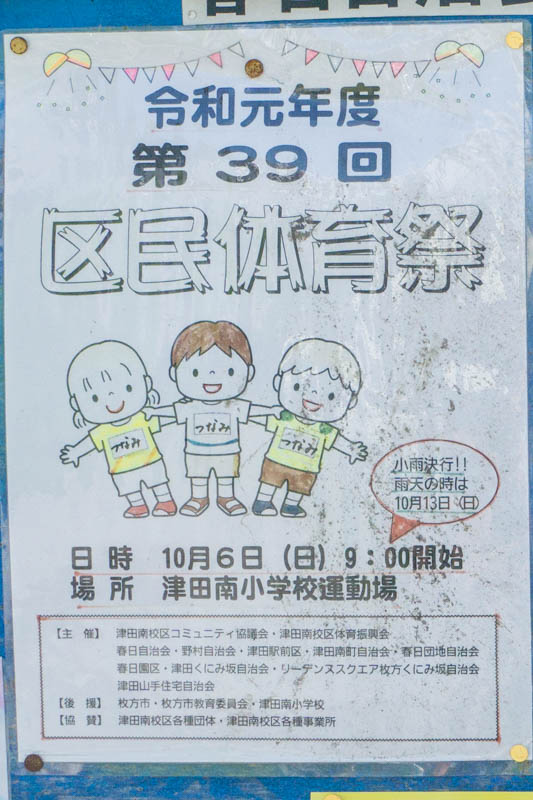 令和元年度
第39回
区民体育祭
つなみ
つなみ
つなみ
小雨決行!!
雨天の時は
10月13日(日)
日時 10月6日(日)9:00開始
場所 津田南小学校運動場
【主 催】 津田南校区コミュニティ協議会・津田南校区体育振興会
春日自治会・野村自治会・津田駅前区・津田南町自治会・春日団地自治会
春日園区・津田くにみ坂自治会・リーデンススクエア枚方くにみ坂自治会
津田山手住宅自治会
【後 援】 枚方市・枚方市教育委員会・津田南小学校
【協 賛】 津田南校区各種団体・津田南校区各種事業所